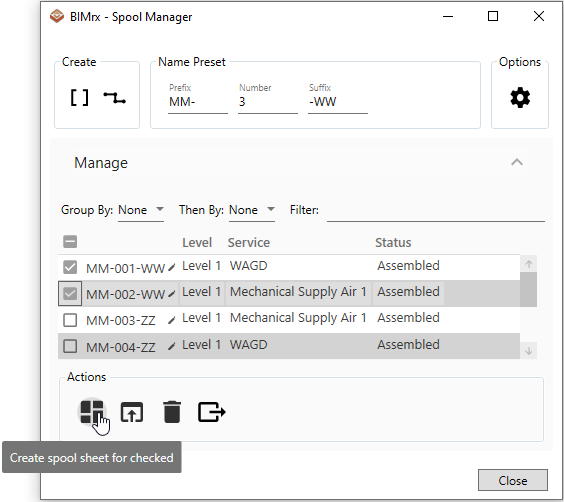 BIMrx - Spool Manager
Create
Name Preset
Options
Prefix Number Suffix
MM- 3 -WW
Manage
Group By: None Then By: None Filter:
Level Service Status
MM-001-WW Level 1 WAGD Assembled
MM-002-WW Level 1 Mechanical Supply Air 1 Assembled
MM-003-ZZ Level 1 Mechanical Supply Air 1 Assembled
MM-004-ZZ Level 1 WAGD Assembled
Actions
Create spool sheet for checked
Close